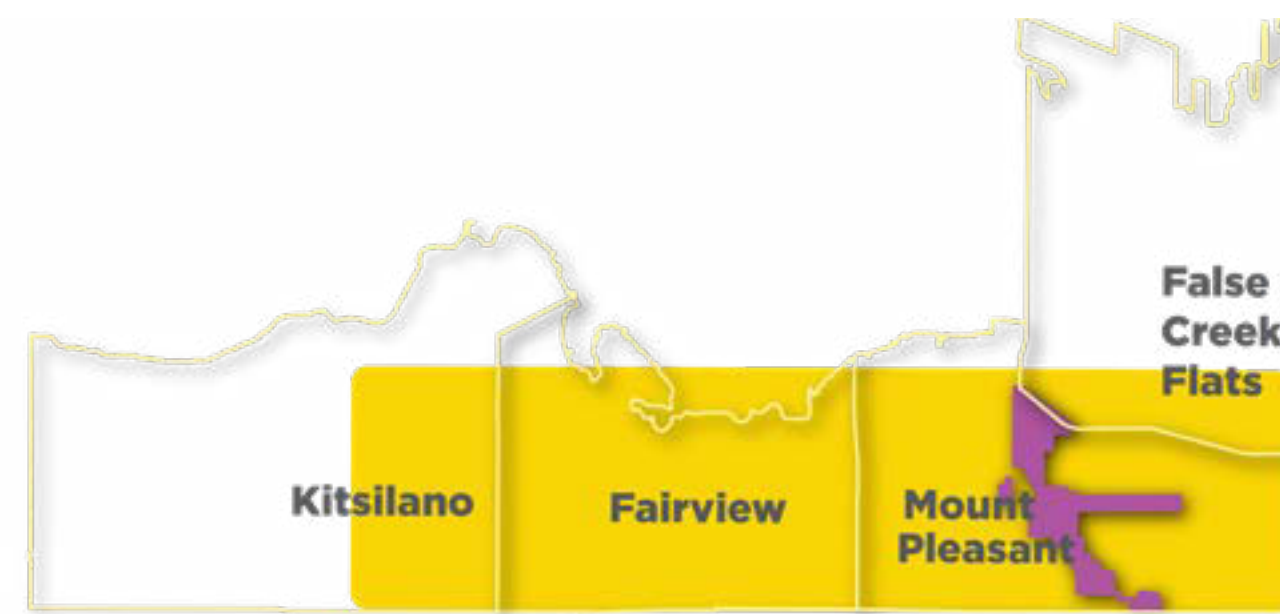 False
Creek
Flats
Kitsilano
Fairview
Mount
Pleasant